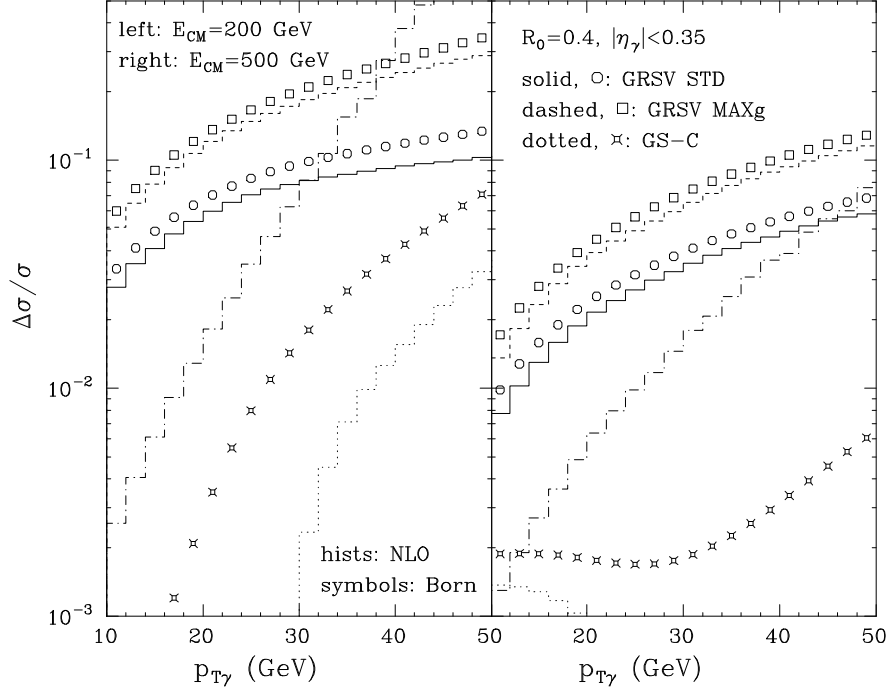 left: E_CM=200 GeV
right: E_CM=500 GeV
R_0=0.4, |η_γ|<0.35
solid, ○: GRSV STD
dashed, □: GRSV MAXg
dotted, ¤: GS-C
hists: NLO
symbols: Born
Δσ/σ
10^-1
10^-2
10^-3
10 20 30 40 50 20 30 40 50
p_Tγ (GeV) p_Tγ (GeV)